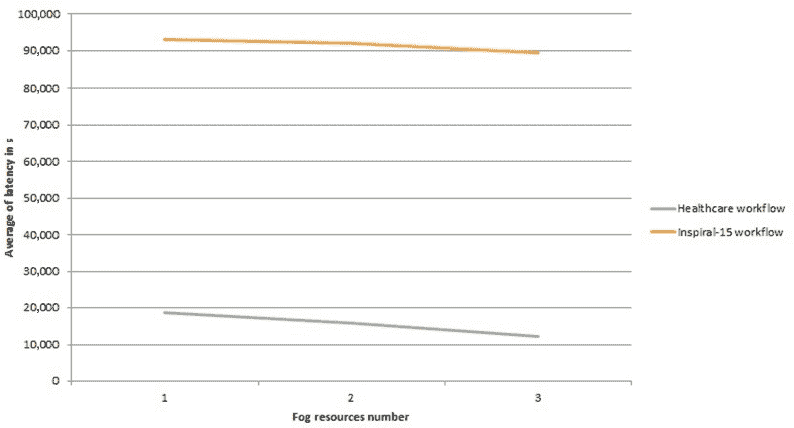 100,000
90,000
80,000
70,000
60,000
50,000
40,000
30,000
20,000
10,000
0
Average of latency in s
1 2 3
Fog resources number
Healthcare workflow
Inspiral-15 workflow